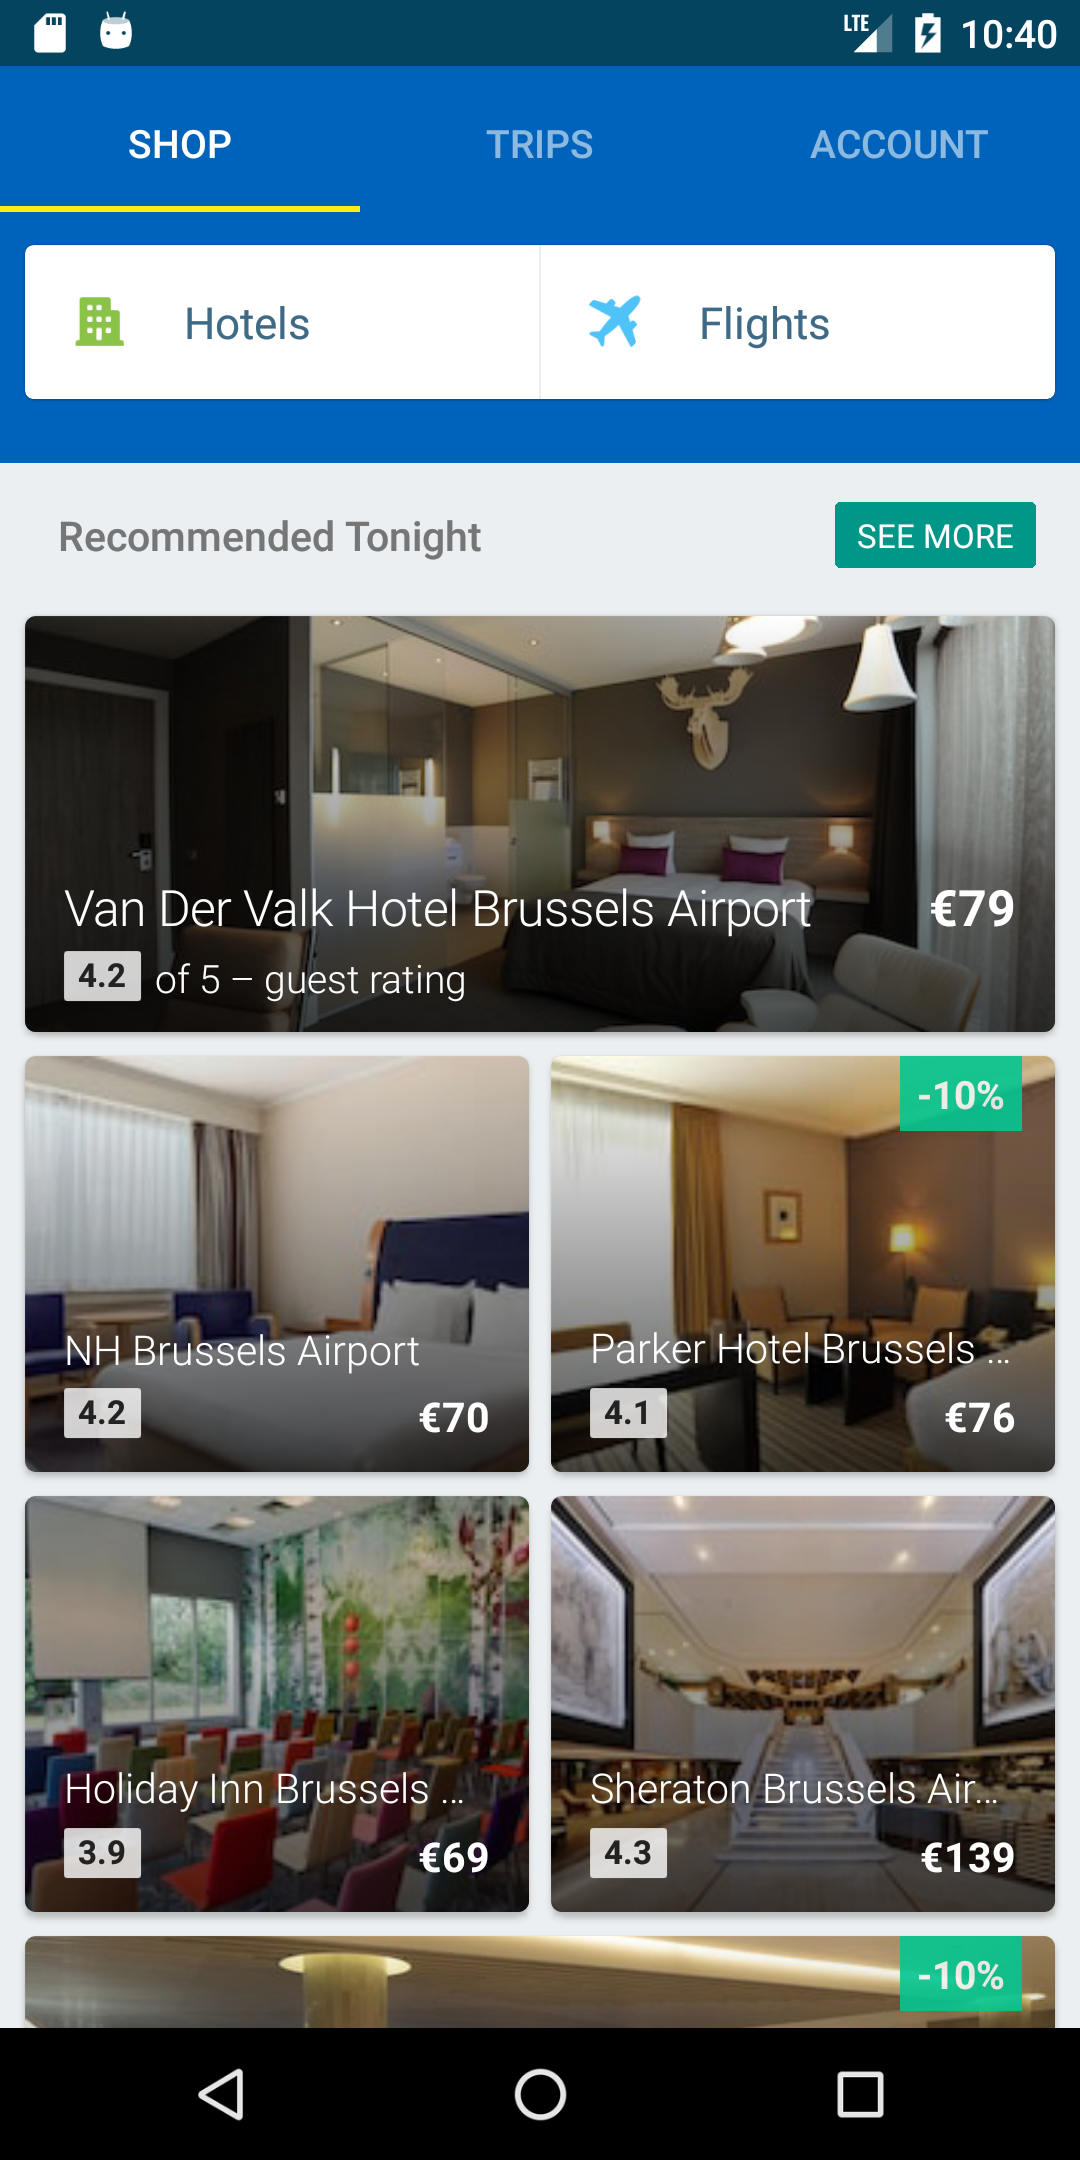 LTE 10:40
SHOP TRIPS ACCOUNT
Hotels Flights
Recommended Tonight SEE MORE
Van Der Valk Hotel Brussels Airport €79
4.2 of 5 – guest rating
-10%
NH Brussels Airport
4.2 €70
Parker Hotel Brussels ...
4.1 €76
Holiday Inn Brussels ...
3.9 €69
Sheraton Brussels Air...
4.3 €139
-10%